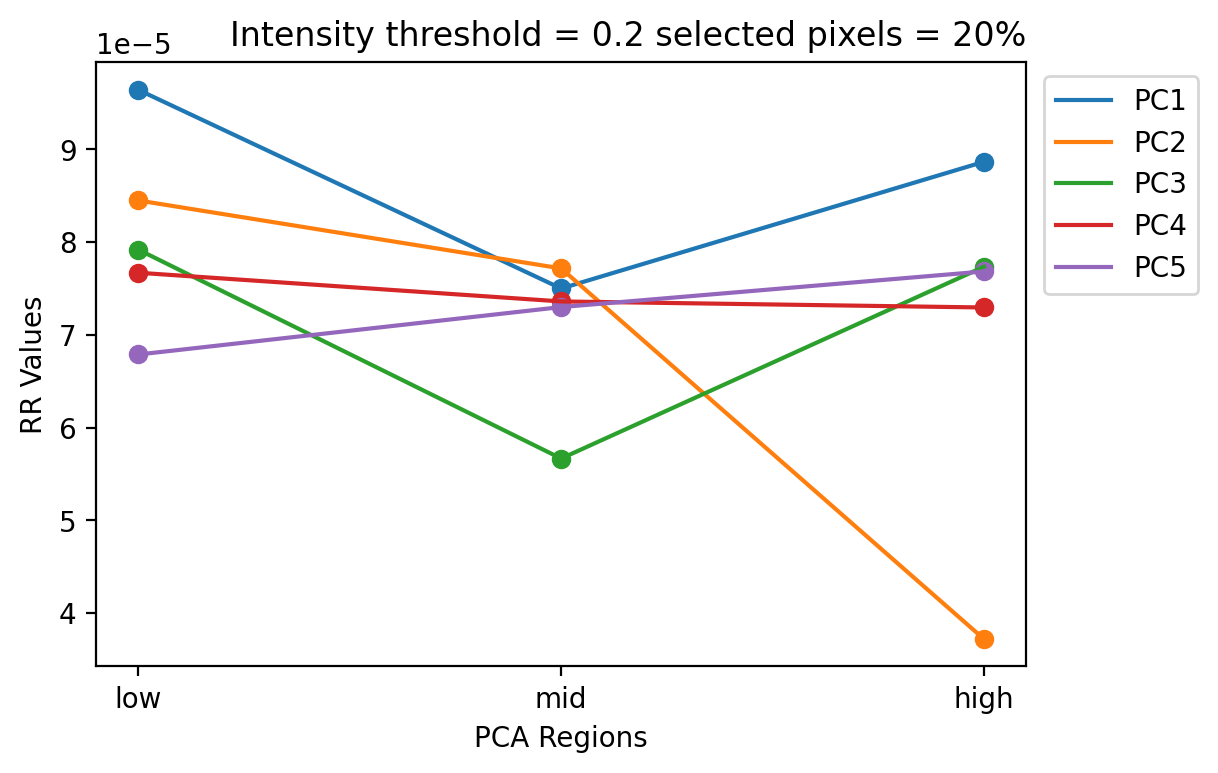 Intensity threshold = 0.2 selected pixels = 20%
1e−5
9
8
7
6
5
4
RR Values
low mid high
PCA Regions
PC1
PC2
PC3
PC4
PC5